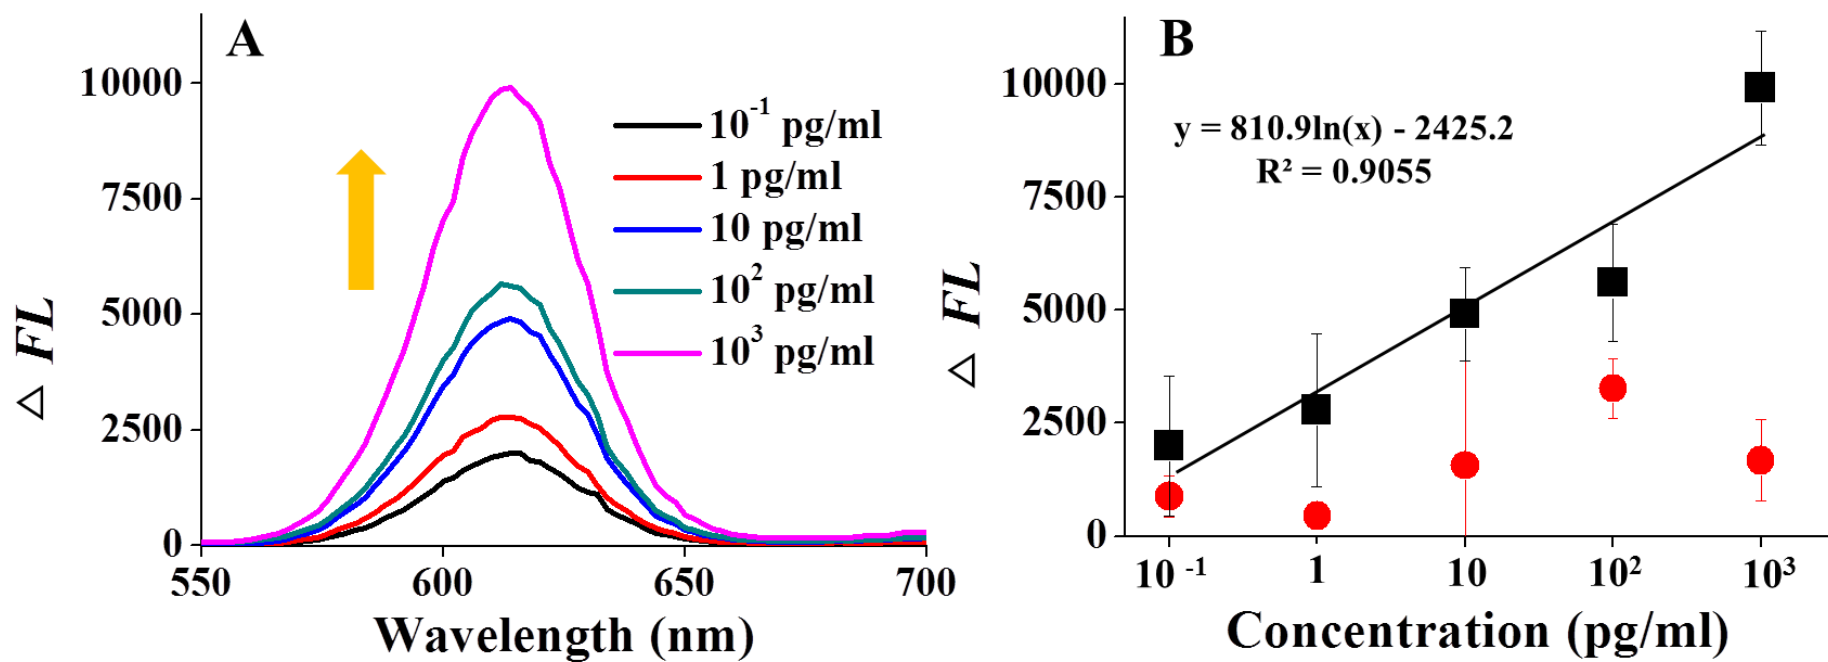 A
10000
7500
5000
2500
0
△ FL
550
600
650
700
Wavelength (nm)
10⁻¹ pg/ml
1 pg/ml
10 pg/ml
10² pg/ml
10³ pg/ml
B
10000
7500
5000
2500
0
△ FL
y = 810.9ln(x) - 2425.2
R² = 0.9055
10⁻¹
1
10
10²
10³
Concentration (pg/ml)